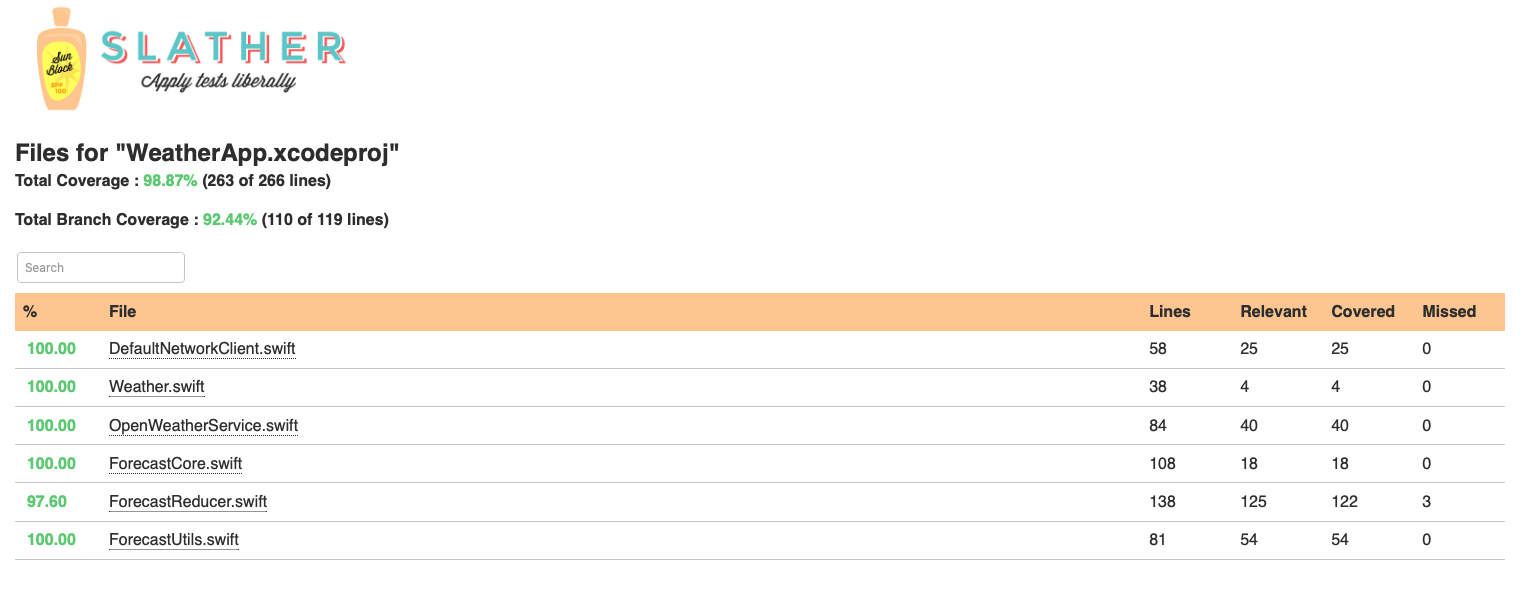 Sun
Block
SPF
100
SLATHER
Apply tests liberally
Files for "WeatherApp.xcodeproj"
Total Coverage : 98.87% (263 of 266 lines)
Total Branch Coverage : 92.44% (110 of 119 lines)
Search
% File Lines Relevant Covered Missed
100.00 DefaultNetworkClient.swift 58 25 25 0
100.00 Weather.swift 38 4 4 0
100.00 OpenWeatherService.swift 84 40 40 0
100.00 ForecastCore.swift 108 18 18 0
97.60 ForecastReducer.swift 138 125 122 3
100.00 ForecastUtils.swift 81 54 54 0